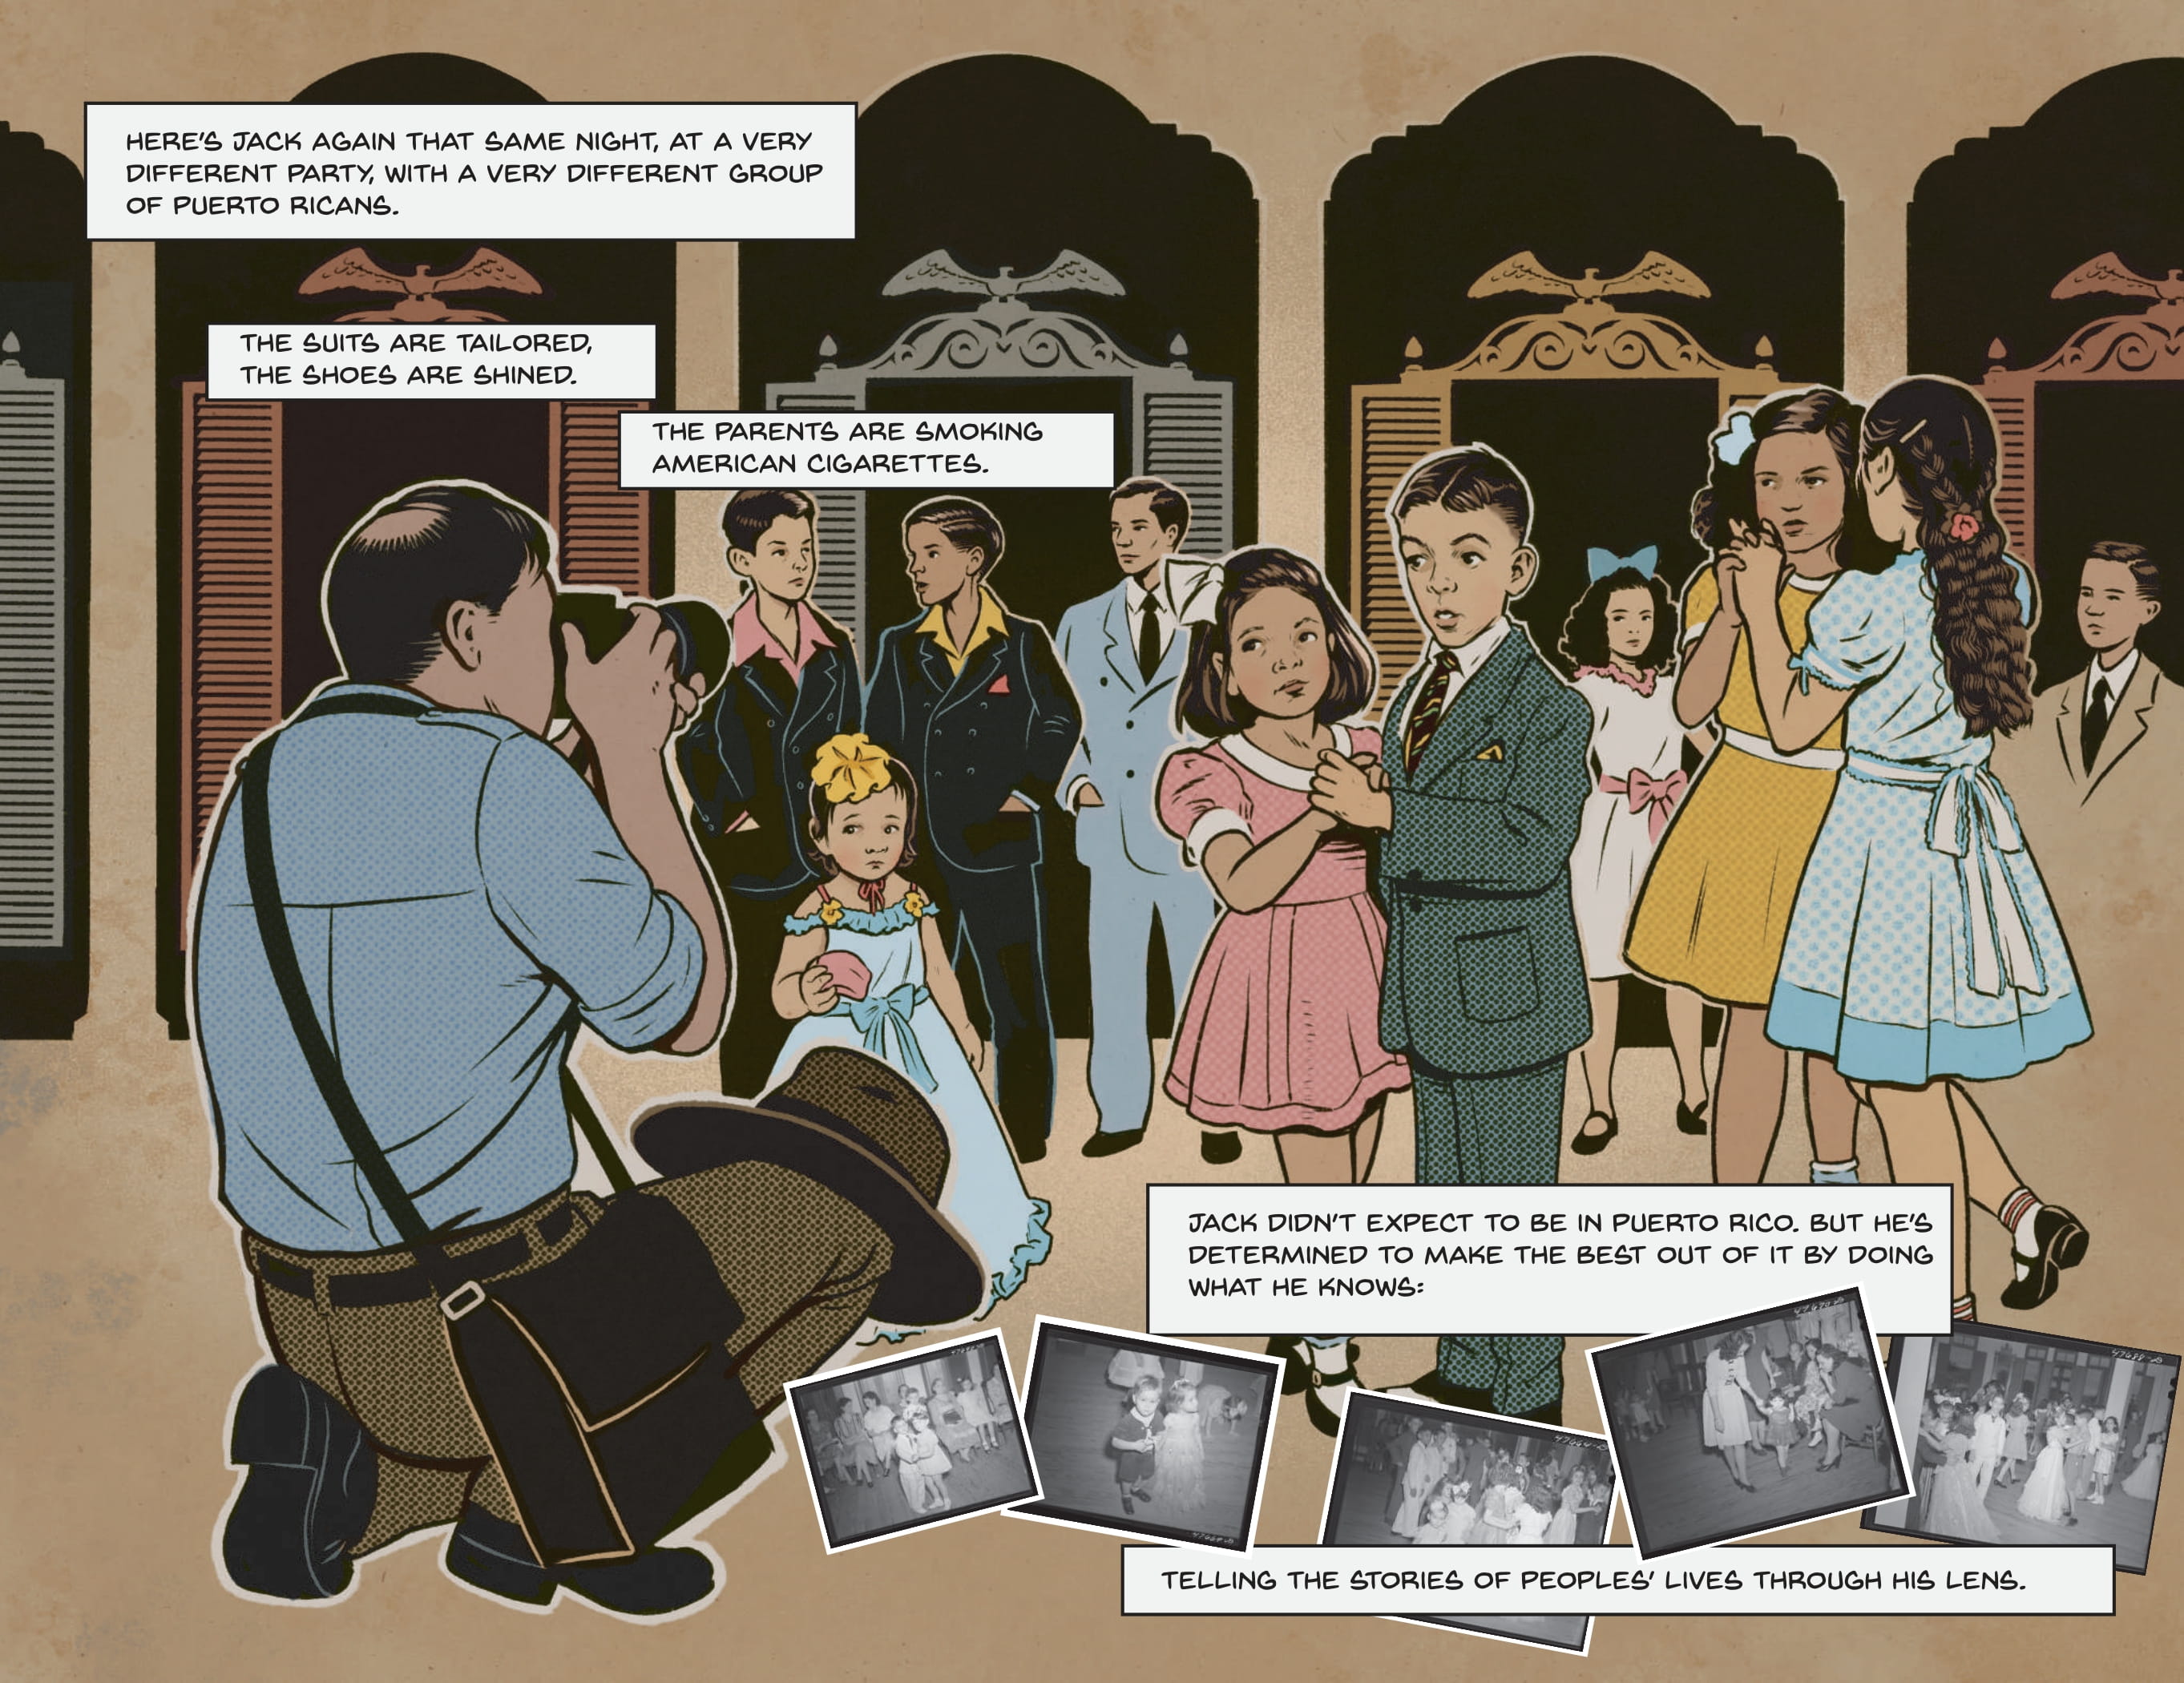 HERE'S JACK AGAIN THAT SAME NIGHT, AT A VERY
DIFFERENT PARTY, WITH A VERY DIFFERENT GROUP
OF PUERTO RICANS.
THE SUITS ARE TAILORED,
THE SHOES ARE SHINED.
THE PARENTS ARE SMOKING
AMERICAN CIGARETTES.
JACK DIDN'T EXPECT TO BE IN PUERTO RICO. BUT HE'S
DETERMINED TO MAKE THE BEST OUT OF IT BY DOING
WHAT HE KNOWS:
TELLING THE STORIES OF PEOPLES' LIVES THROUGH HIS LENS.